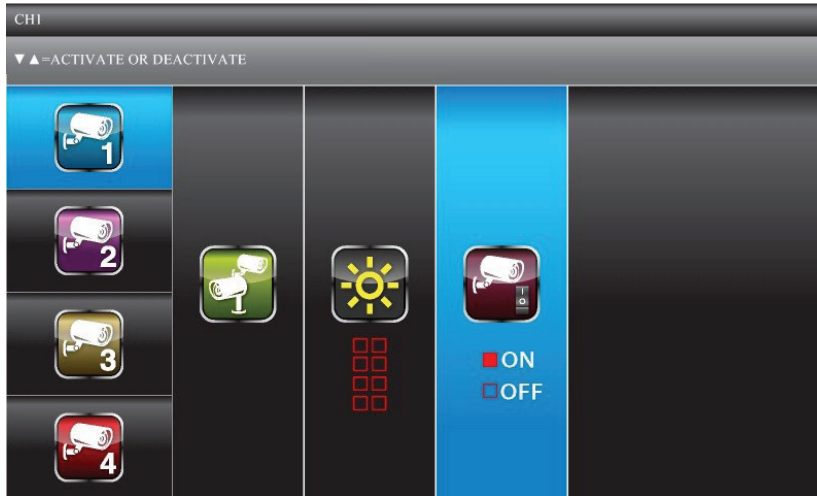 CH1
▼▲=ACTIVATE OR DEACTIVATE
1
2
3
4
ON
OFF